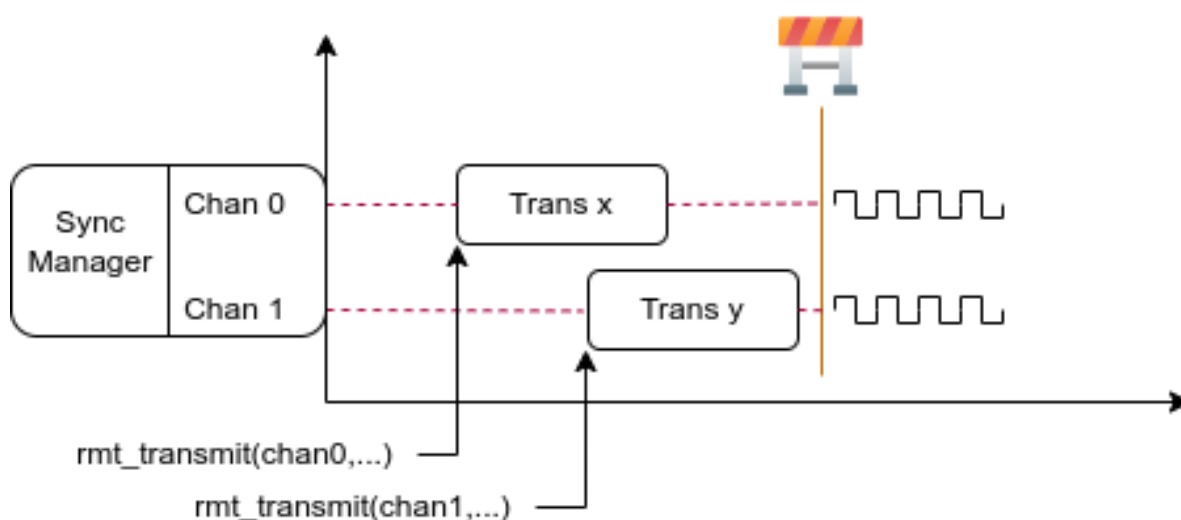 Sync
Manager
Chan 0
Chan 1
Trans x
Trans y
rmt_transmit(chan0,...)
rmt_transmit(chan1,...)